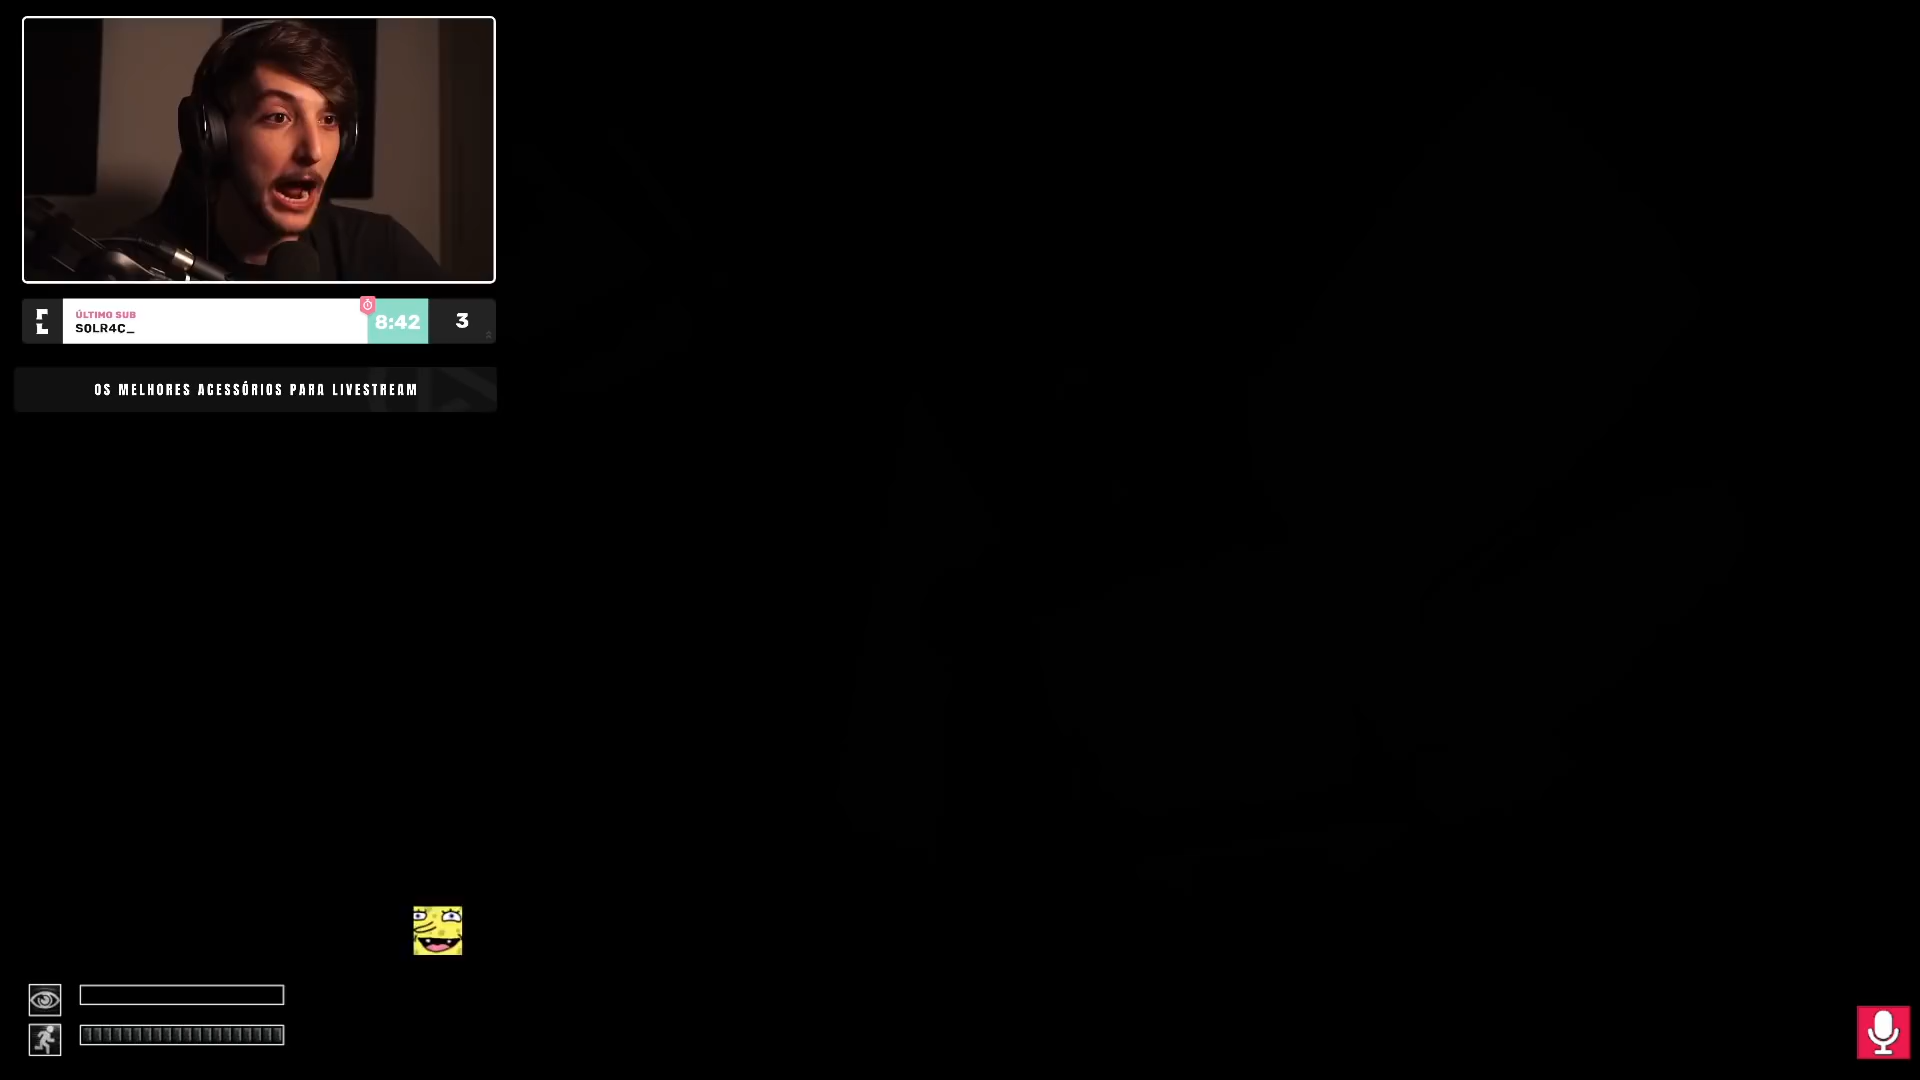 ÚLTIMO SUB
S0LR4C_
8:42
3
OS MELHORES ACESSÓRIOS PARA LIVESTREAM